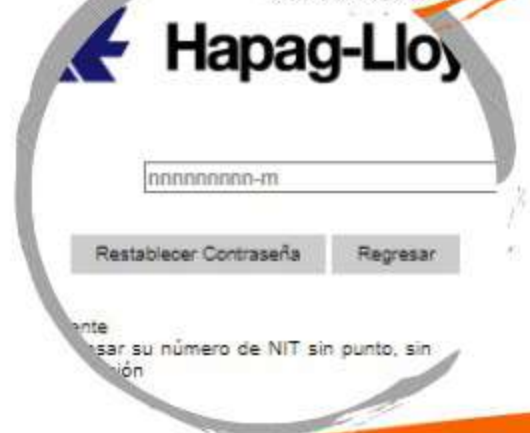 Hapag-Lloy
nnnnnnnnn-m
Restablecer Contraseña Regresar
ente
sar su número de NIT sin punto, sin
ión